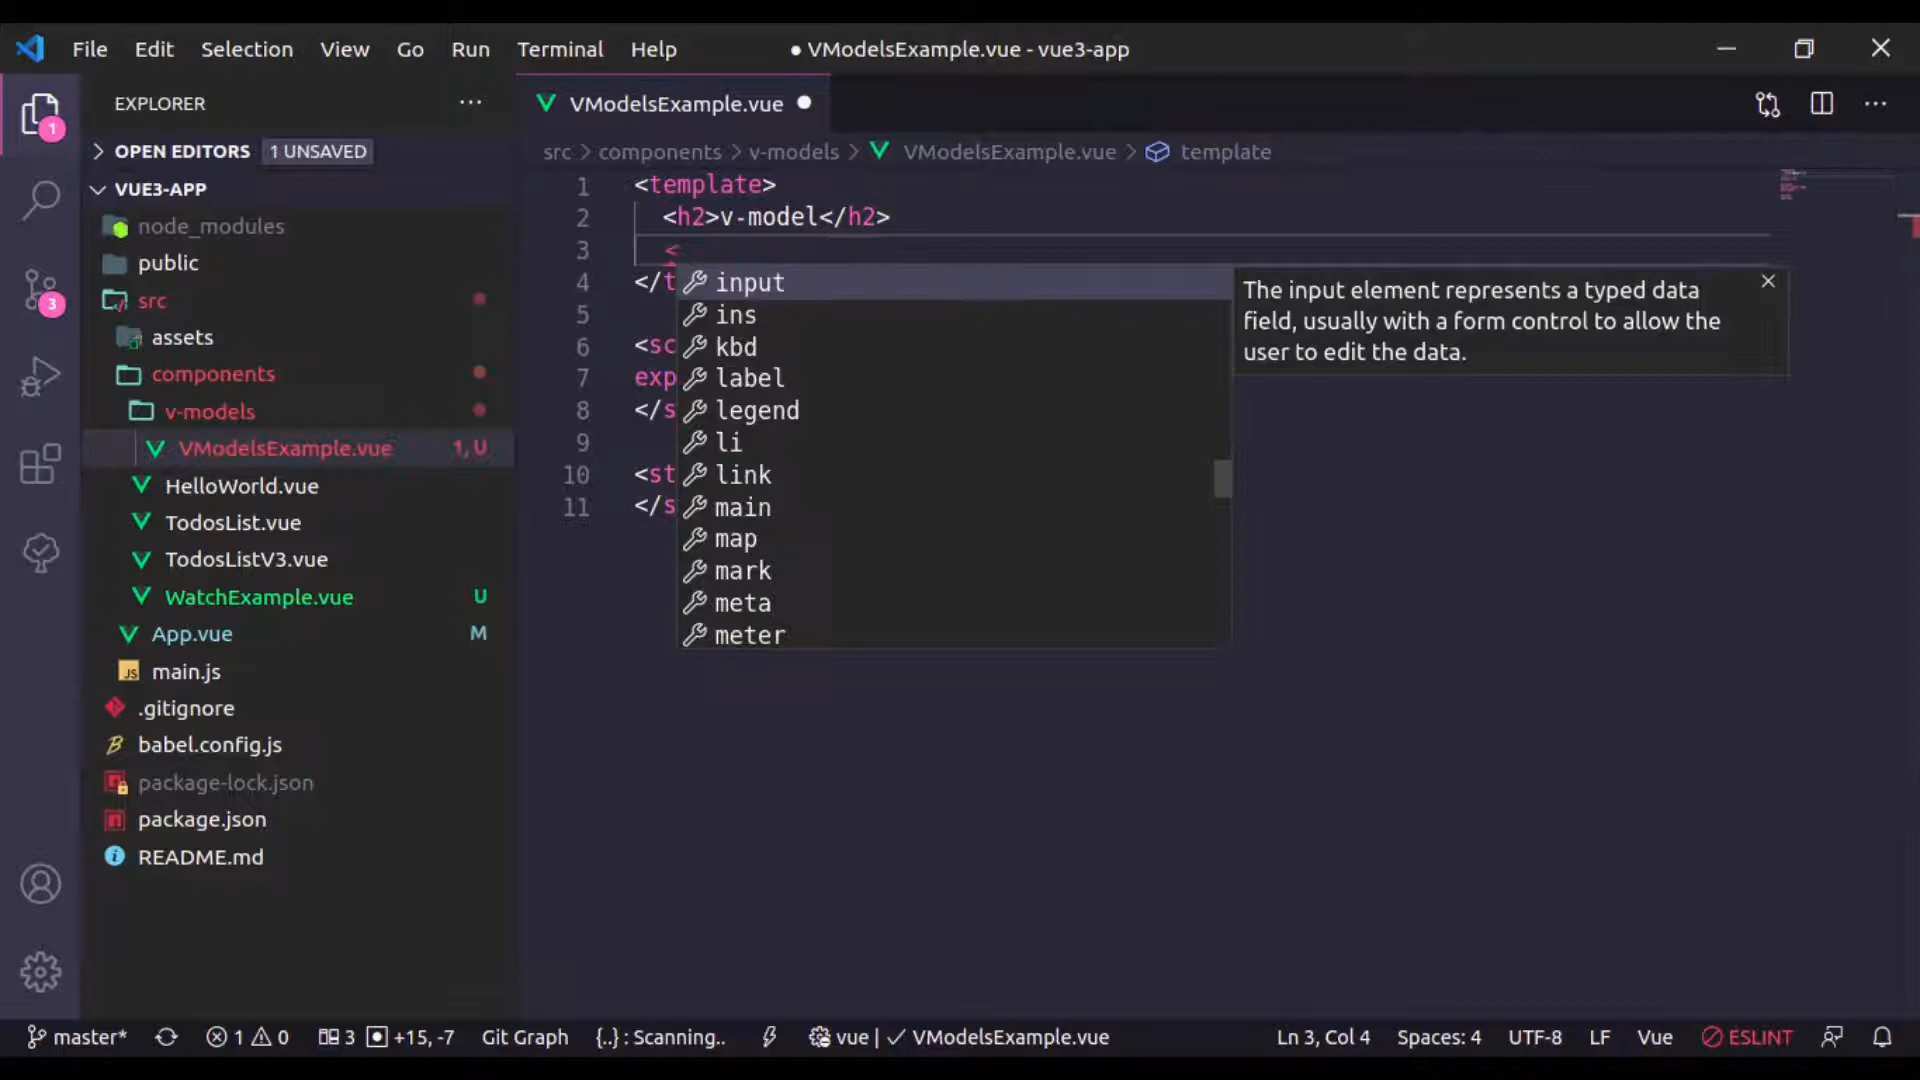 File Edit Selection View Go Run Terminal Help ● VModelsExample.vue - vue3-app
EXPLORER ···
OPEN EDITORS 1 UNSAVED
VUE3-APP
node_modules
public
src
assets
components
v-models
VModelsExample.vue 1, U
HelloWorld.vue
TodosList.vue
TodosListV3.vue
WatchExample.vue U
App.vue M
JS main.js
.gitignore
babel.config.js
package-lock.json
package.json
README.md
1
3
VModelsExample.vue ●
src > components > v-models > VModelsExample.vue > template
1 <template>
2 <h2>v-model</h2>
3 <
4 </t
5
6 <sc
7 exp
8 </s
9
10 <st
11 </s
input
ins
kbd
label
legend
li
link
main
map
mark
meta
meter
The input element represents a typed data
field, usually with a form control to allow the
user to edit the data.
master* 1 0 3 +15, -7 Git Graph {..} : Scanning.. vue | ✓ VModelsExample.vue Ln 3, Col 4 Spaces: 4 UTF-8 LF Vue ESLINT